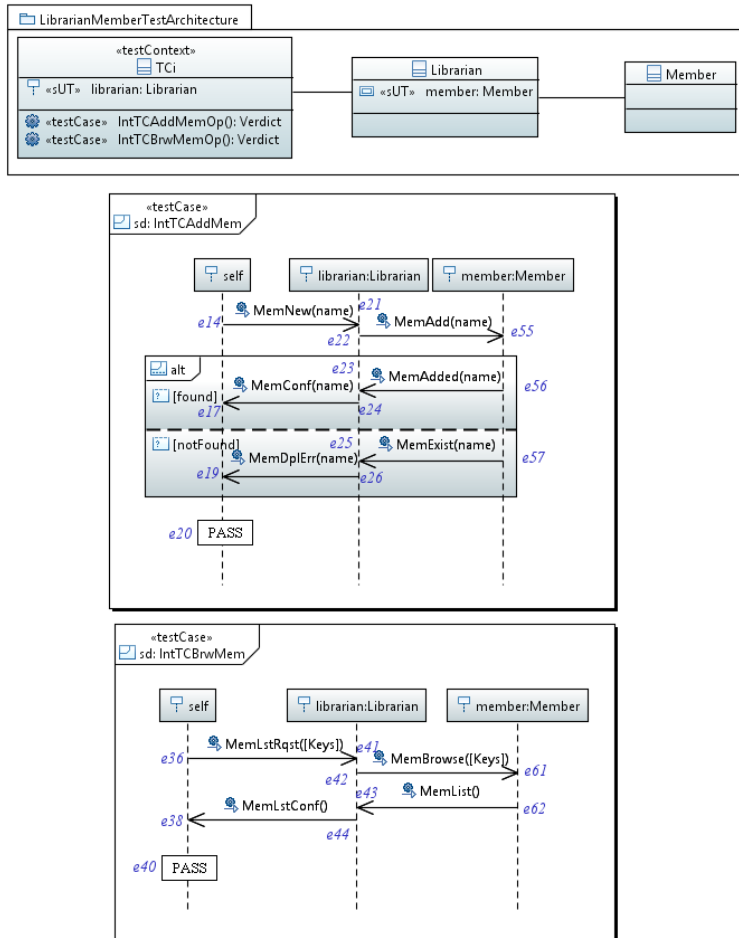 LibrarianMemberTestArchitecture
«testContext»
TCi
«sUT» librarian: Librarian
«testCase» IntTCAddMemOp(): Verdict
«testCase» IntTCBrwMemOp(): Verdict
Librarian
«sUT» member: Member
Member
«testCase»
sd: IntTCAddMem
self
librarian:Librarian
member:Member
MemNew(name)
e21
e14
MemAdd(name)
e22
e55
alt
e23
MemConf(name)
MemAdded(name)
e56
[found]
e17
e24
[notFound]
e25
MemExist(name)
MemDplErr(name)
e57
e19
e26
e20
PASS
«testCase»
sd: IntTCBrwMem
self
librarian:Librarian
member:Member
MemLstRqst([Keys])
e41
e36
MemBrowse([Keys])
e42
e61
e43
MemList()
MemLstConf()
e62
e38
e44
e40
PASS